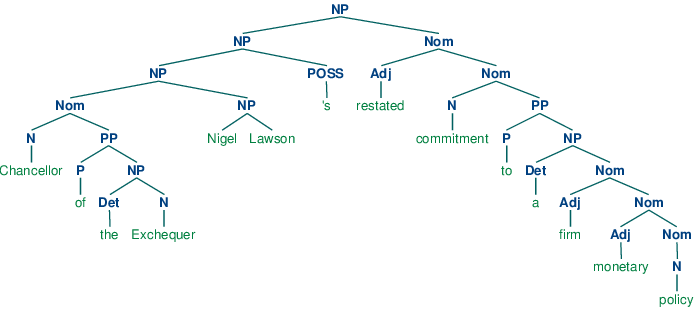 NP
NP Nom
NP POSS Adj Nom
Nom NP 's restated N PP
N PP Nigel Lawson commitment P NP
Chancellor P NP to Det Nom
of Det N a Adj Nom
the Exchequer firm Adj Nom
monetary N
policy